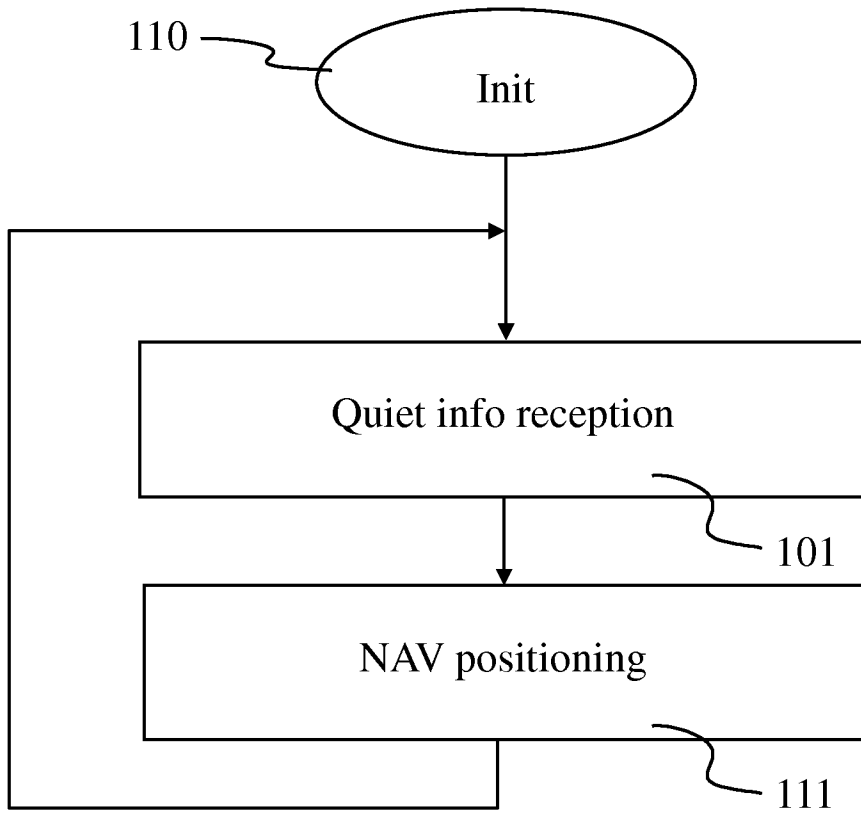 110
Init
Quiet info reception
101
NAV positioning
111